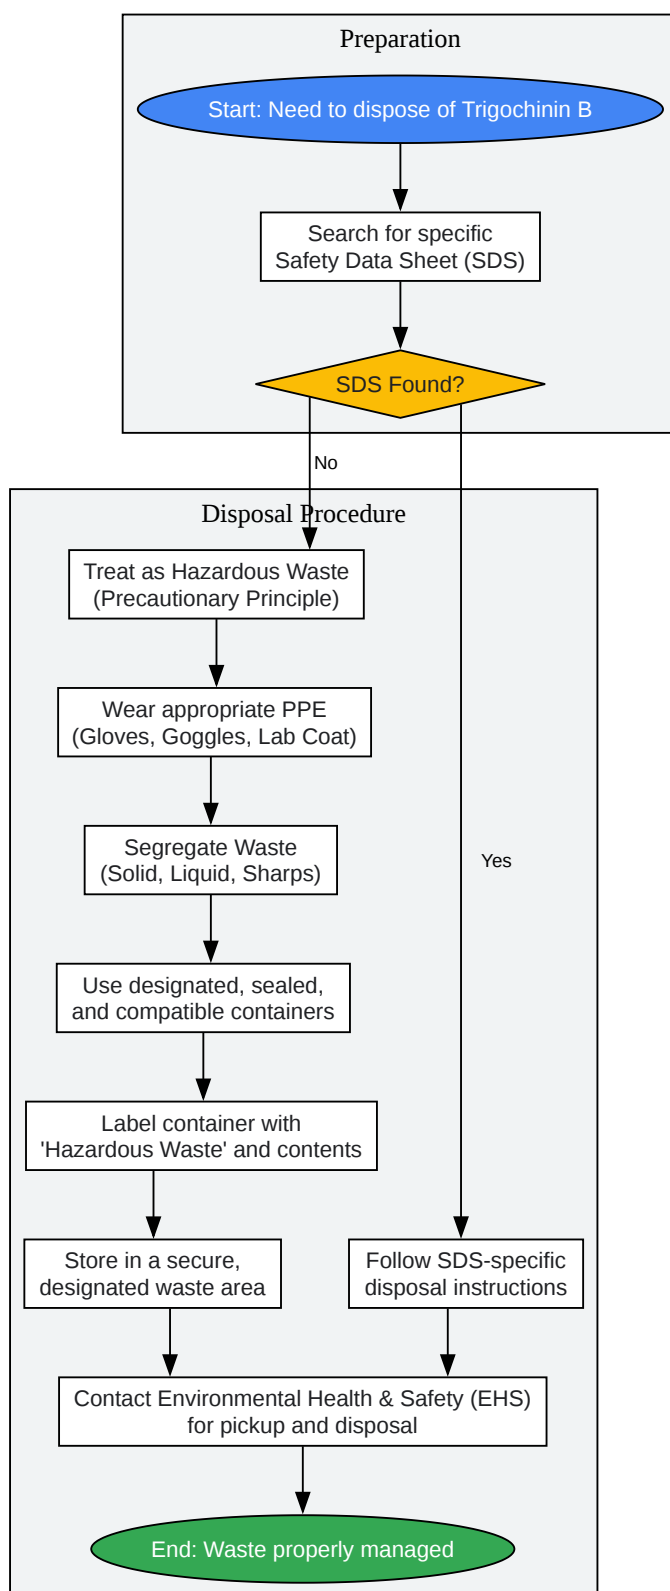 Preparation
Start: Need to dispose of Trigochinin B
Search for specific
Safety Data Sheet (SDS)
SDS Found?
No
Disposal Procedure
Treat as Hazardous Waste
(Precautionary Principle)
Wear appropriate PPE
(Gloves, Goggles, Lab Coat)
Segregate Waste
(Solid, Liquid, Sharps)
Yes
Use designated, sealed,
and compatible containers
Label container with
'Hazardous Waste' and contents
Store in a secure,
designated waste area
Follow SDS-specific
disposal instructions
Contact Environmental Health & Safety (EHS)
for pickup and disposal
End: Waste properly managed